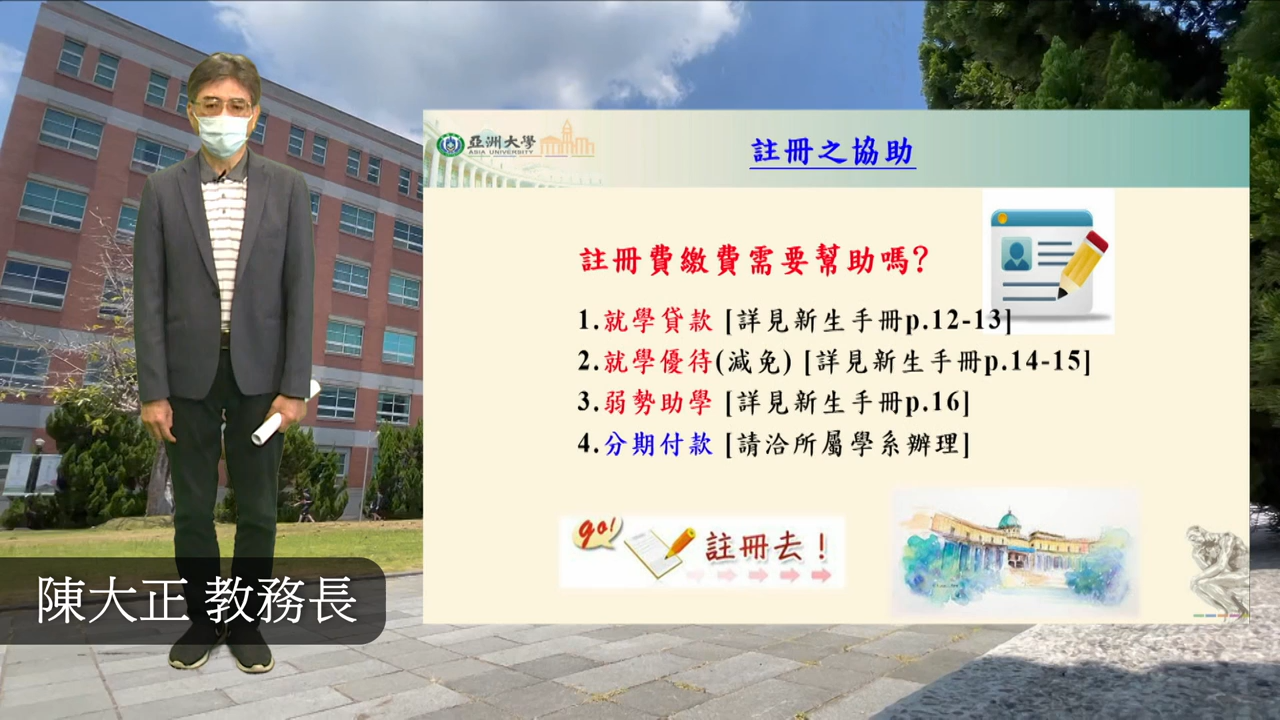 亞洲大學
ASIA UNIVERSITY
註冊之協助
註冊費繳費需要幫助嗎?
1.就學貸款 [詳見新生手冊p.12-13]
2.就學優待(減免) [詳見新生手冊p.14-15]
3.弱勢助學 [詳見新生手冊p.16]
4.分期付款 [請洽所屬學系辦理]
go!
註冊去！
陳大正 教務長